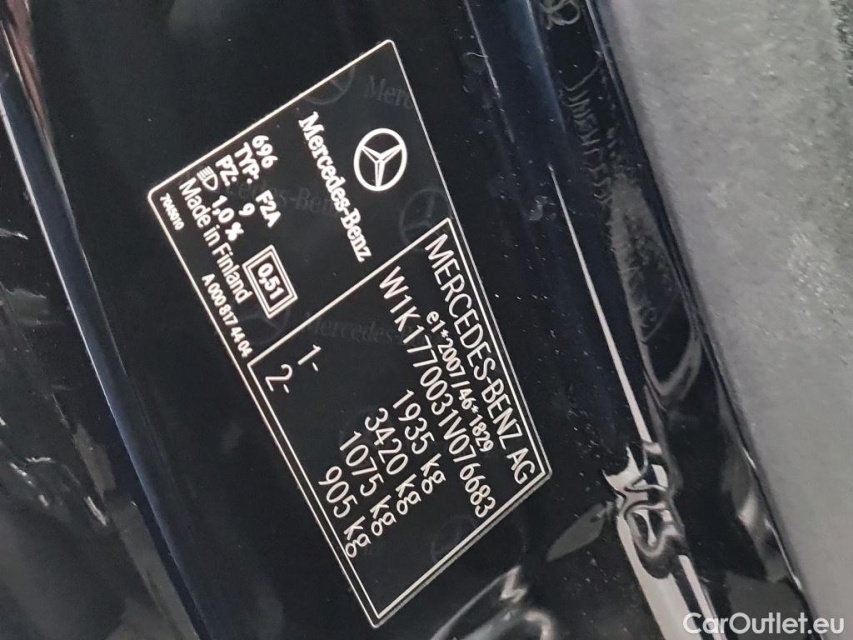 MERCEDES-BENZ AG
e1*2007/46*1829
W1K1770031V076683
1935 kg
3420 kg
1- 1075 kg
2- 905 kg
Mercedes-Benz
696
TYP: F2A
PZ: 9
1,0 %
0,51
Made in Finland
A 000 817 44 04
CarOutlet.eu